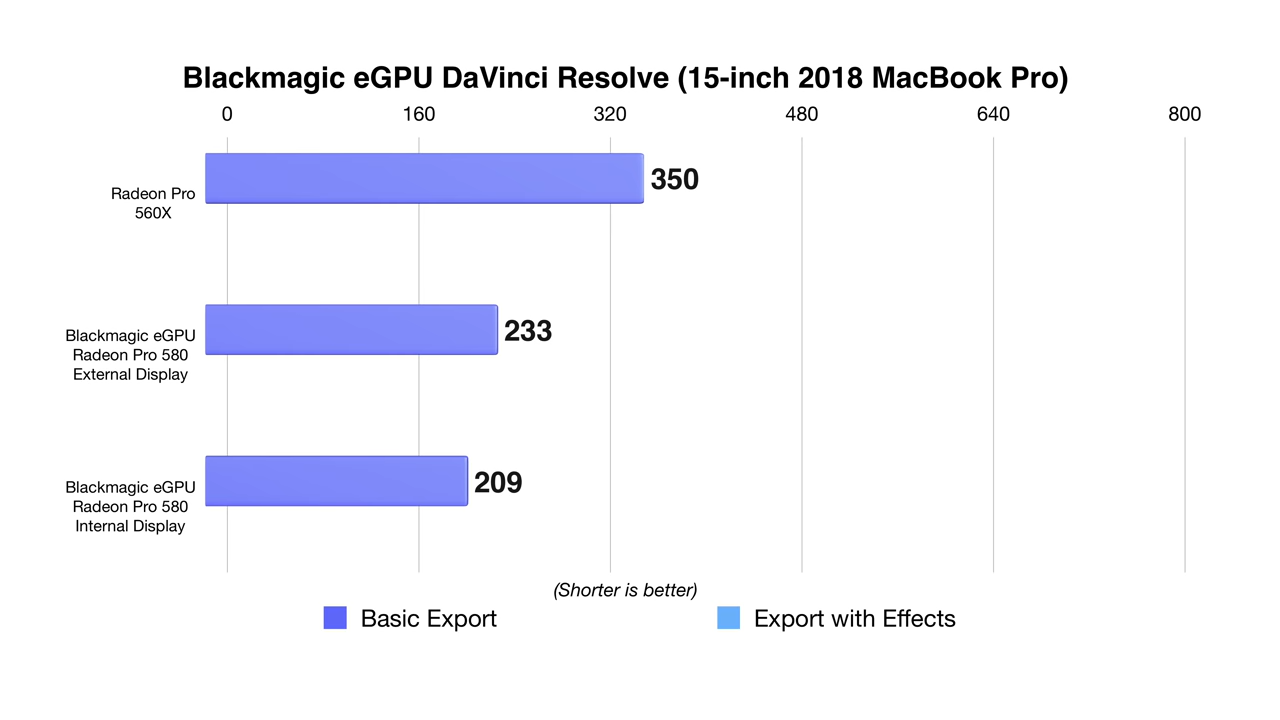 Blackmagic eGPU DaVinci Resolve (15-inch 2018 MacBook Pro)
0 160 320 480 640 800
Radeon Pro
560X
350
Blackmagic eGPU
Radeon Pro 580
External Display
233
Blackmagic eGPU
Radeon Pro 580
Internal Display
209
(Shorter is better)
Basic Export
Export with Effects